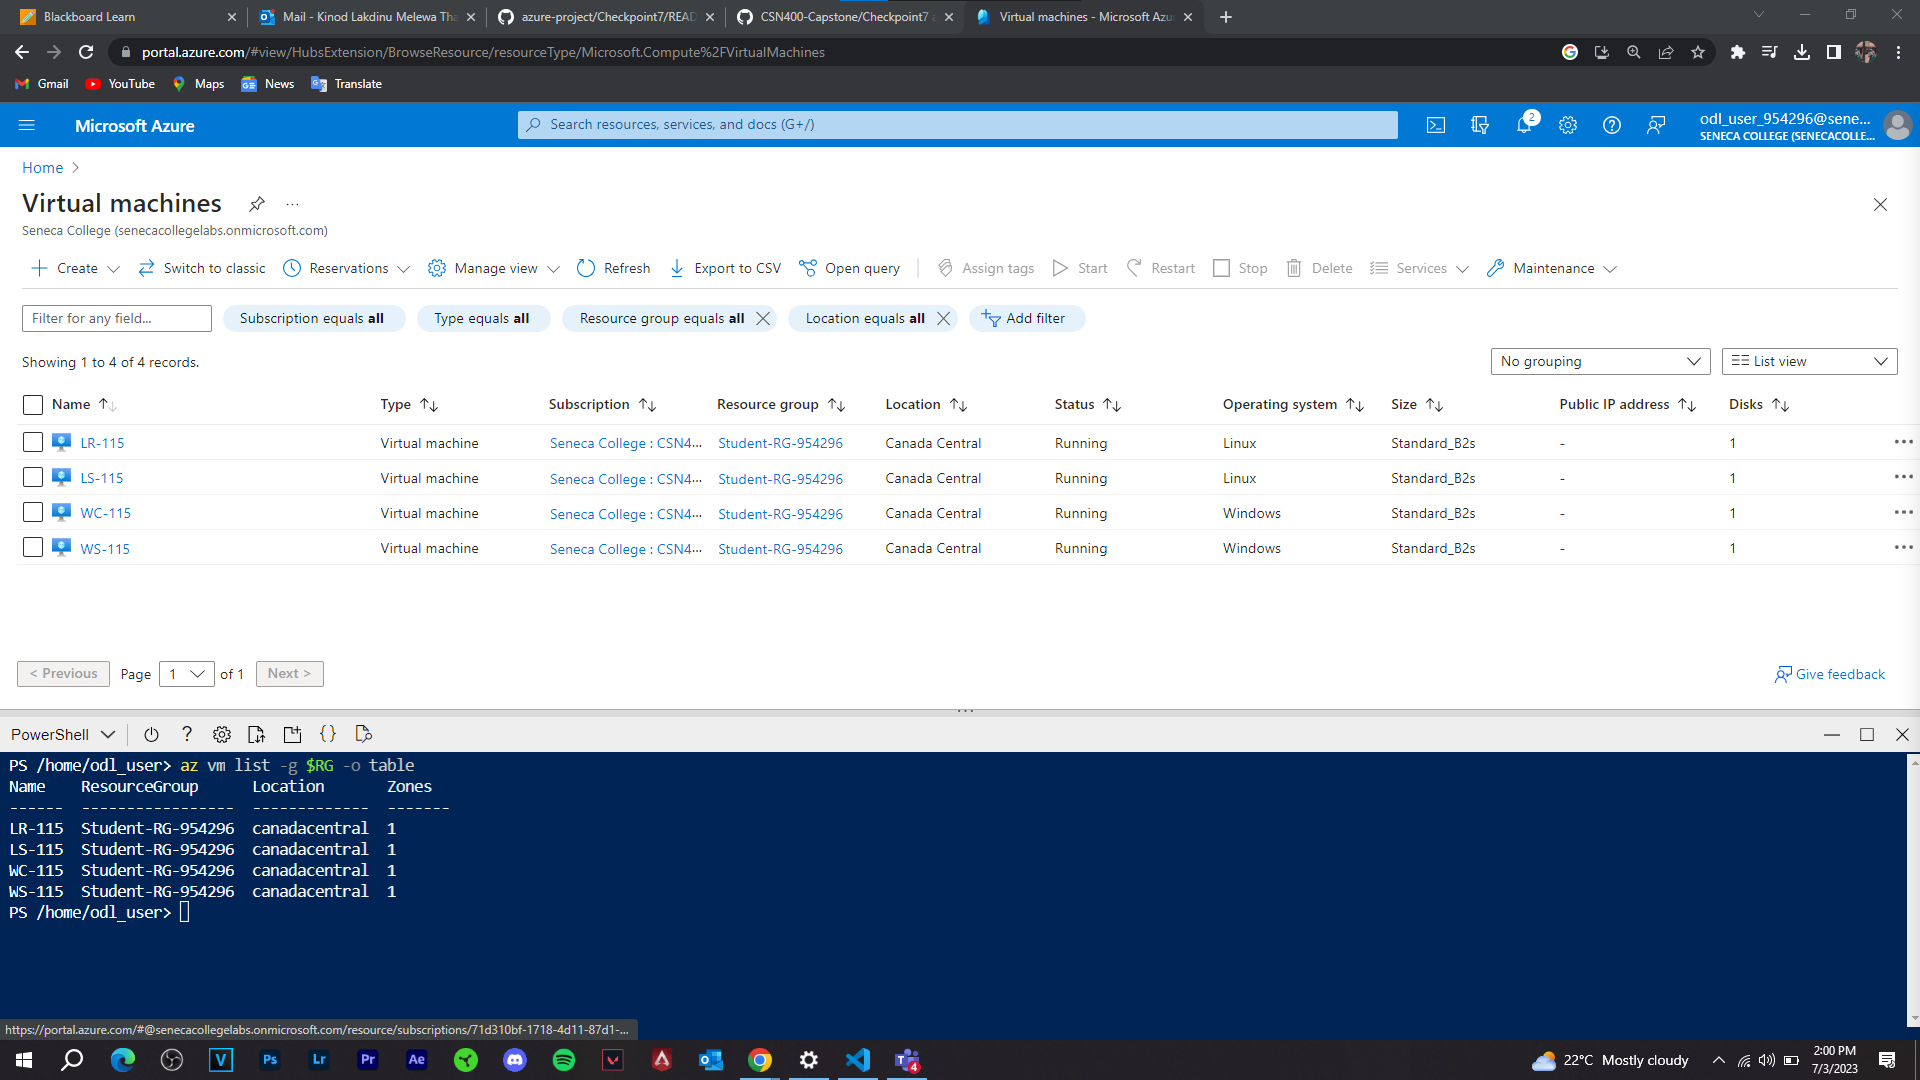 Blackboard Learn
Mail - Kinod Lakdinu Melewa Tha
azure-project/Checkpoint7/READ
CSN400-Capstone/Checkpoint7 a
Virtual machines - Microsoft Azu
portal.azure.com/#view/HubsExtension/BrowseResource/resourceType/Microsoft.Compute%2FVirtualMachines
Gmail YouTube Maps News Translate
Microsoft Azure
Search resources, services, and docs (G+/)
2
odl_user_954296@sene...
SENECA COLLEGE (SENECACOLLE...
Home >
Virtual machines
Seneca College (senecacollegelabs.onmicrosoft.com)
Create Switch to classic Reservations Manage view Refresh Export to CSV Open query Assign tags Start Restart Stop Delete Services Maintenance
Filter for any field... Subscription equals all Type equals all Resource group equals all Location equals all Add filter
Showing 1 to 4 of 4 records. No grouping List view
Name Type Subscription Resource group Location Status Operating system Size Public IP address Disks
LR-115 Virtual machine Seneca College : CSN4... Student-RG-954296 Canada Central Running Linux Standard_B2s - 1
LS-115 Virtual machine Seneca College : CSN4... Student-RG-954296 Canada Central Running Linux Standard_B2s - 1
WC-115 Virtual machine Seneca College : CSN4... Student-RG-954296 Canada Central Running Windows Standard_B2s - 1
WS-115 Virtual machine Seneca College : CSN4... Student-RG-954296 Canada Central Running Windows Standard_B2s - 1
< Previous Page 1 of 1 Next >
Give feedback
PowerShell
PS /home/odl_user> az vm list -g $RG -o table
Name ResourceGroup Location Zones
------ ----------------- ------------- -------
LR-115 Student-RG-954296 canadacentral 1
LS-115 Student-RG-954296 canadacentral 1
WC-115 Student-RG-954296 canadacentral 1
WS-115 Student-RG-954296 canadacentral 1
PS /home/odl_user>
https://portal.azure.com/#@senecacollegelabs.onmicrosoft.com/resource/subscriptions/71d310bf-1718-4d11-87d1-...
V Ps Lr Pr Ae
4
22°C Mostly cloudy
2:00 PM
7/3/2023